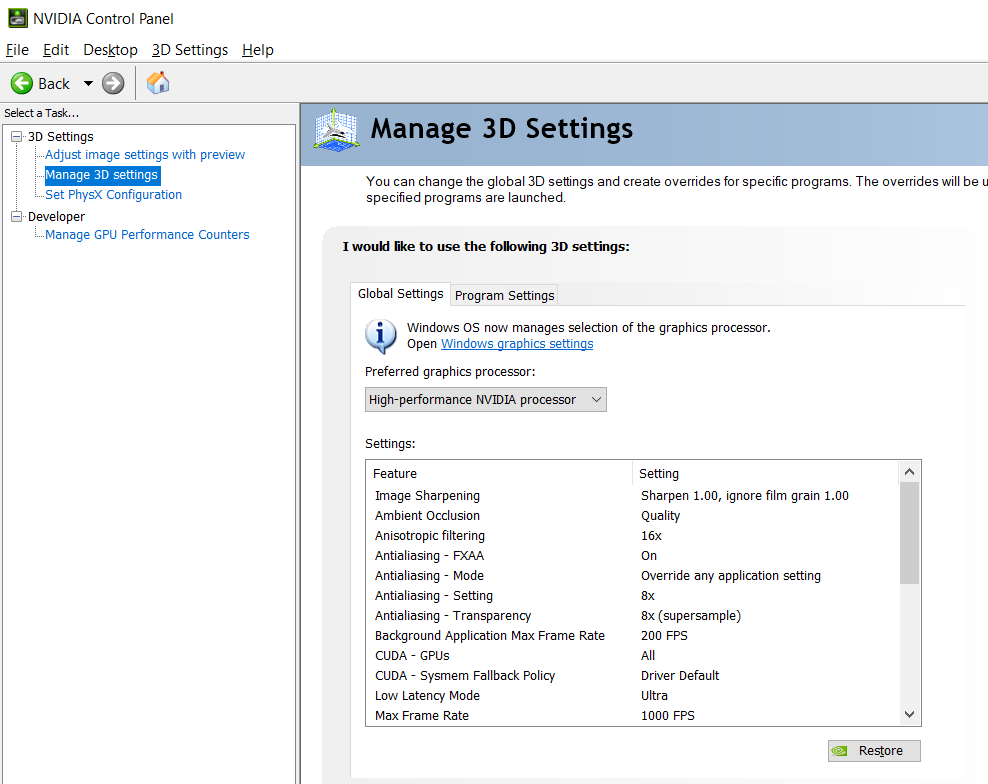 NVIDIA Control Panel
File Edit Desktop 3D Settings Help
Back
Select a Task...
3D Settings
Adjust image settings with preview
Manage 3D settings
Set PhysX Configuration
Developer
Manage GPU Performance Counters
Manage 3D Settings
You can change the global 3D settings and create overrides for specific programs. The overrides will be u
specified programs are launched.
I would like to use the following 3D settings:
Global Settings Program Settings
Windows OS now manages selection of the graphics processor.
Open Windows graphics settings
Preferred graphics processor:
High-performance NVIDIA processor
Settings:
Feature Setting
Image Sharpening Sharpen 1.00, ignore film grain 1.00
Ambient Occlusion Quality
Anisotropic filtering 16x
Antialiasing - FXAA On
Antialiasing - Mode Override any application setting
Antialiasing - Setting 8x
Antialiasing - Transparency 8x (supersample)
Background Application Max Frame Rate 200 FPS
CUDA - GPUs All
CUDA - Sysmem Fallback Policy Driver Default
Low Latency Mode Ultra
Max Frame Rate 1000 FPS
Restore